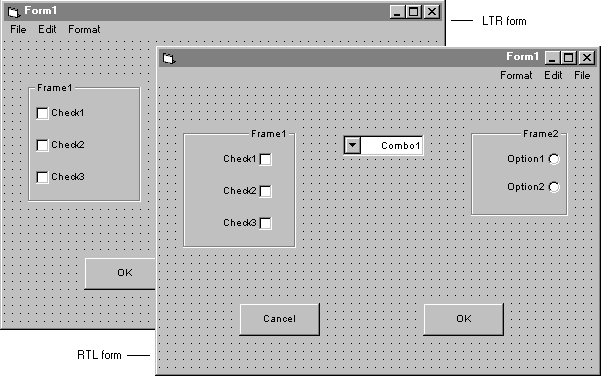 Form1
LTR form
File Edit Format
Form1
Format Edit File
Frame1
Check1
Check2
Check3
Frame1
Check1
Check2
Check3
Combo1
Frame2
Option1
Option2
OK
Cancel
OK
RTL form